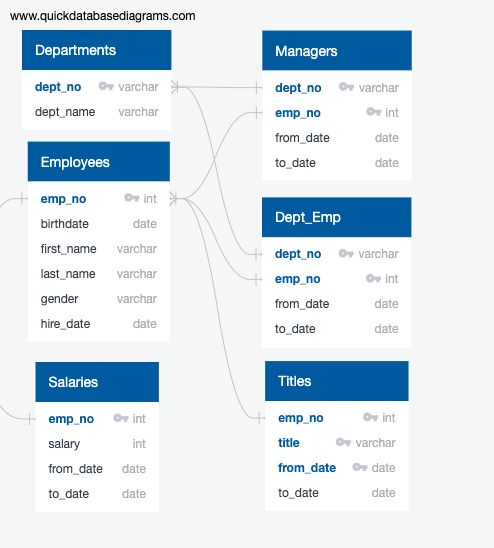 www.quickdatabasediagrams.com
Departments
dept_no varchar
dept_name varchar
Managers
dept_no varchar
emp_no int
from_date date
to_date date
Employees
emp_no int
birthdate date
first_name varchar
last_name varchar
gender varchar
hire_date date
Dept_Emp
dept_no varchar
emp_no int
from_date date
to_date date
Salaries
emp_no int
salary int
from_date date
to_date date
Titles
emp_no int
title varchar
from_date date
to_date date